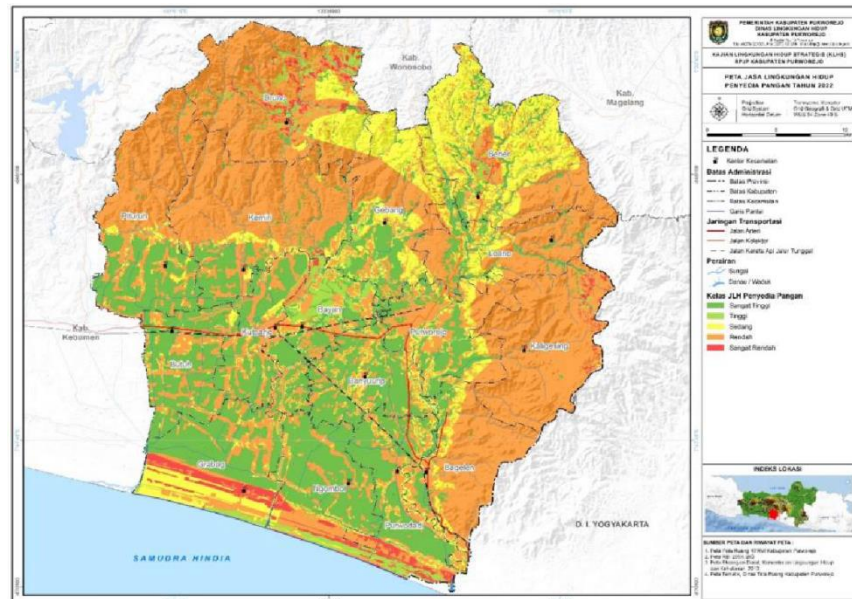 Kab.
Wonosobo
Kab.
Magelang
Bruno
Bener
Gebang
Pituruh
Kemiri
Loano
Bayan
Kutoarjo
Purworejo
Kab.
Kebumen
Kaligesing
Butuh
Banyuurip
Grabag
Ngombol
Bagelen
Purwodadi
D. I. YOGYAKARTA
SAMUDRA HINDIA
PEMERINTAH KABUPATEN PURWOREJO
DINAS LINGKUNGAN HIDUP
KABUPATEN PURWOREJO
KAJIAN LINGKUNGAN HIDUP STRATEGIS (KLHS)
KABUPATEN PURWOREJO
PETA JASA LINGKUNGAN HIDUP
PENYEDIA PANGAN TAHUN 2022
LEGENDA
Kantor Kecamatan
Batas Administrasi
Batas Provinsi
Batas Kabupaten
Batas Kecamatan
Garis Pantai
Jaringan Transportasi
Jalan Arteri
Jalan Kolektor
Jalan Kereta Api Jalur Tunggal
Perairan
Sungai
Danau / Waduk
Kelas JLH Penyedia Pangan
Sangat Tinggi
Tinggi
Sedang
Rendah
Sangat Rendah
INDEKS LOKASI
SUMBER PETA DAN RIWAYAT PETA :